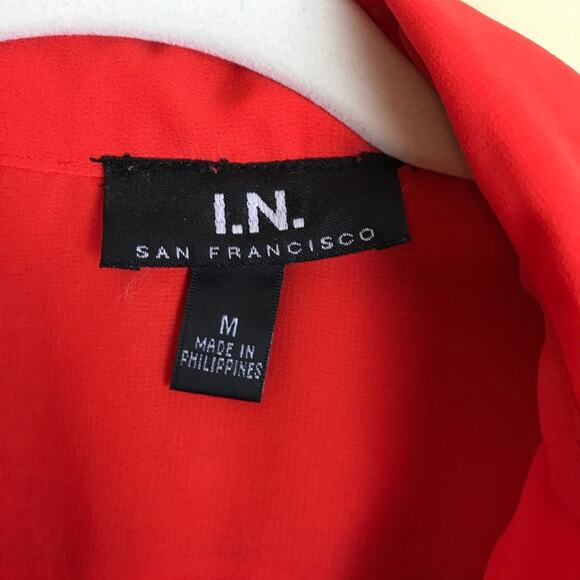 I.N.
SAN FRANCISCO
M
MADE IN
PHILIPPINES